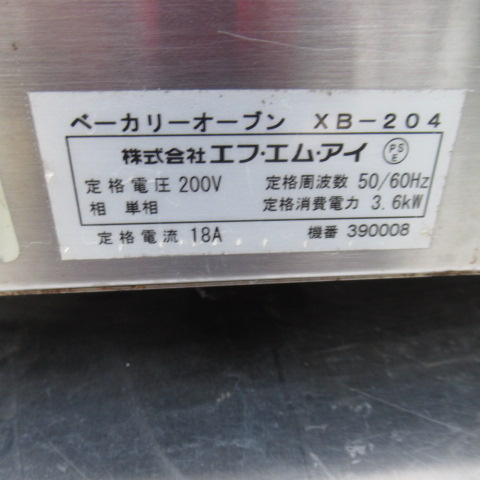 ベーカリーオーブン XB-204
株式会社エフ・エム・アイ PSE
定格電圧 200V 定格周波数 50/60Hz
相 単相 定格消費電力 3.6kW
定格電流 18A 機番 390008